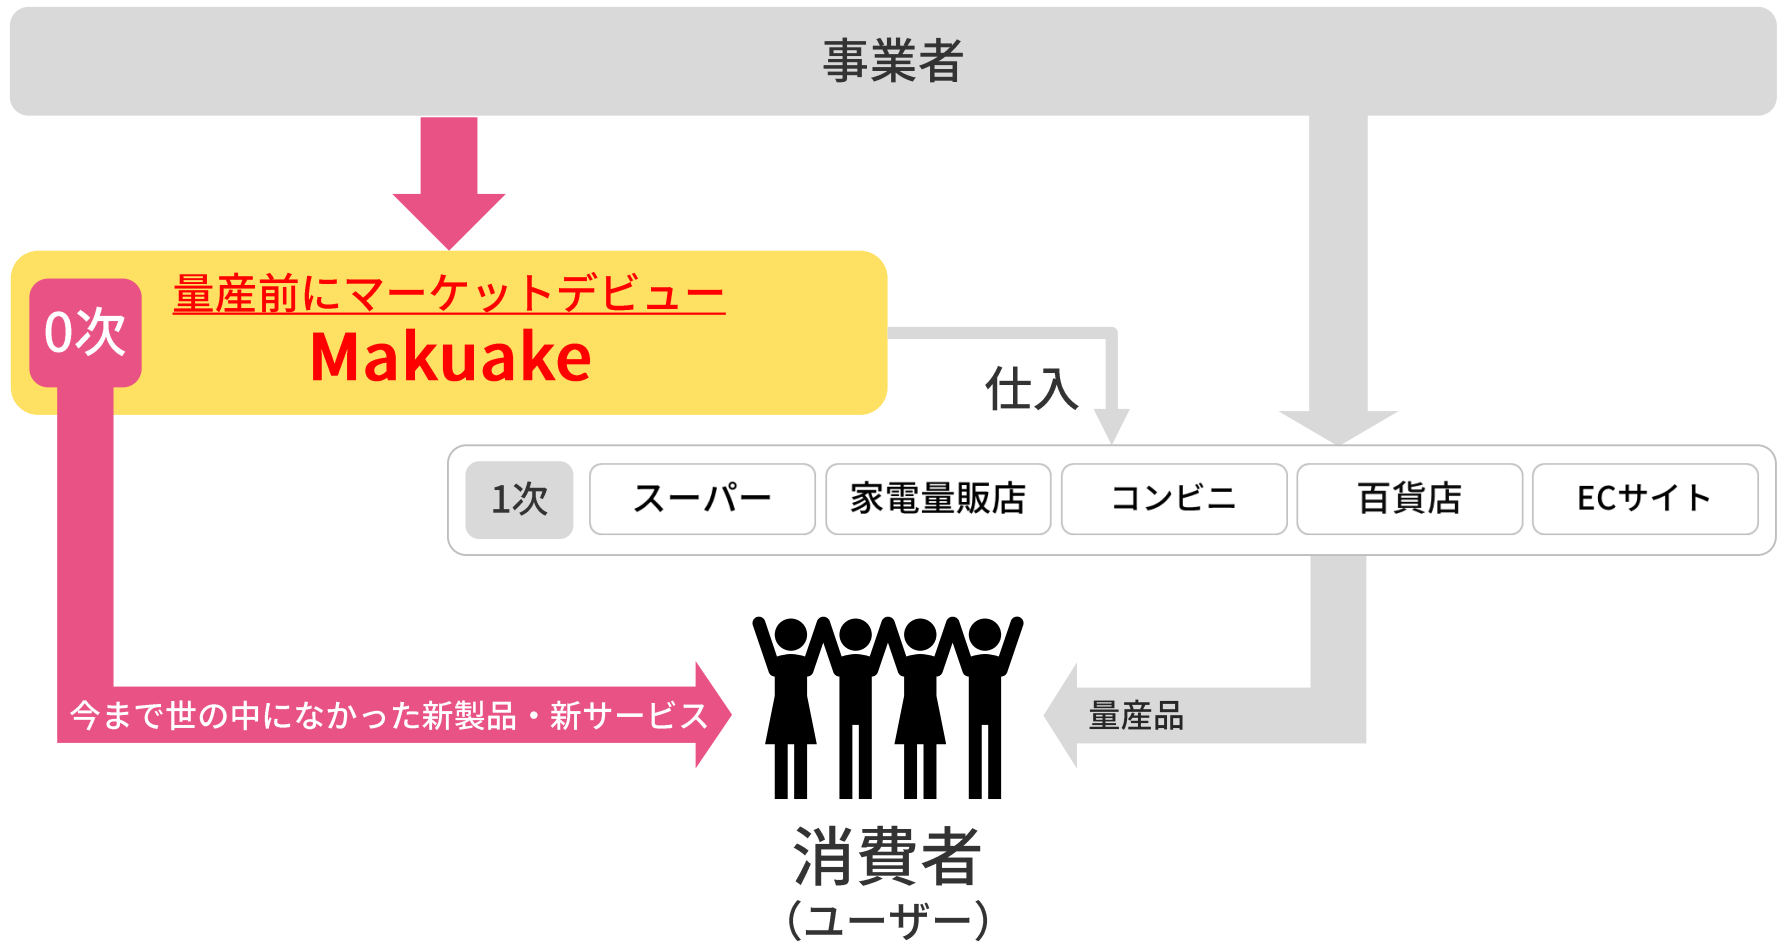 事業者
量産前にマーケットデビュー
0次
Makuake
仕入
1次
スーパー
家電量販店
コンビニ
百貨店
ECサイト
今まで世の中になかった新製品・新サービス
量産品
消費者
（ユーザー）